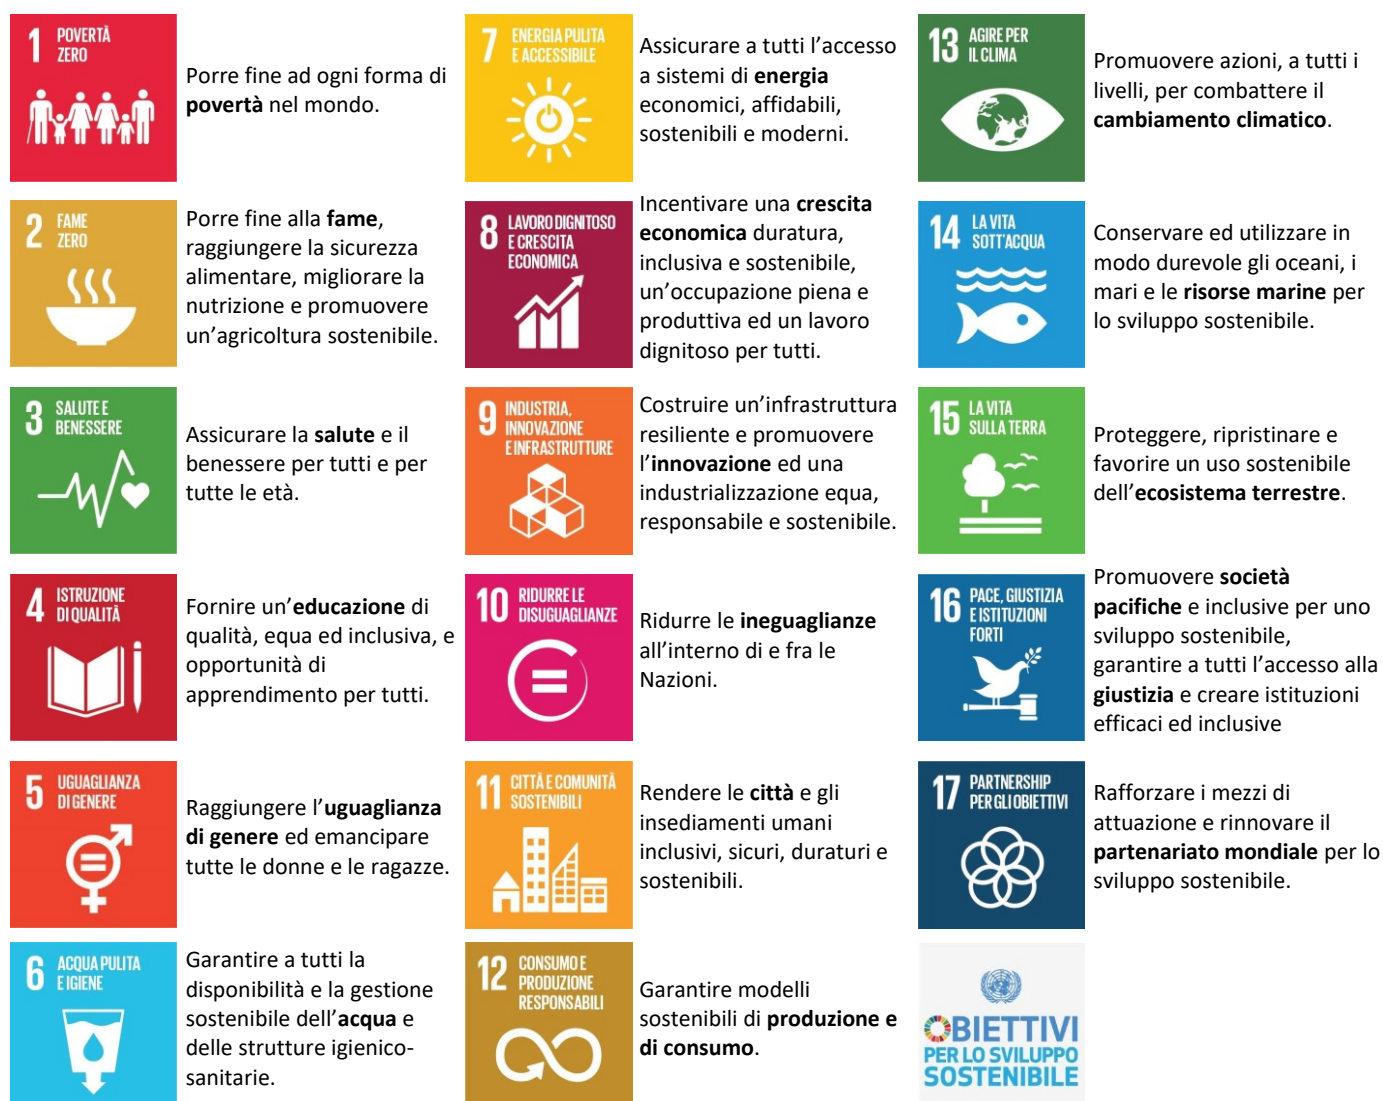 1 POVERTÀ
ZERO
Porre fine ad ogni forma di
povertà nel mondo.
2 FAME
ZERO
Porre fine alla fame,
raggiungere la sicurezza
alimentare, migliorare la
nutrizione e promuovere
un’agricoltura sostenibile.
3 SALUTE E
BENESSERE
Assicurare la salute e il
benessere per tutti e per
tutte le età.
4 ISTRUZIONE
DI QUALITÀ
Fornire un’educazione di
qualità, equa ed inclusiva, e
opportunità di
apprendimento per tutti.
5 UGUAGLIANZA
DI GENERE
Raggiungere l’uguaglianza
di genere ed emancipare
tutte le donne e le ragazze.
6 ACQUA PULITA
E IGIENE
Garantire a tutti la
disponibilità e la gestione
sostenibile dell’acqua e
delle strutture igienico-
sanitarie.
7 ENERGIA PULITA
E ACCESSIBILE
Assicurare a tutti l’accesso
a sistemi di energia
economici, affidabili,
sostenibili e moderni.
8 LAVORO DIGNITOSO
E CRESCITA
ECONOMICA
Incentivare una crescita
economica duratura,
inclusiva e sostenibile,
un’occupazione piena e
produttiva ed un lavoro
dignitoso per tutti.
9 INDUSTRIA,
INNOVAZIONE
E INFRASTRUTTURE
Costruire un’infrastruttura
resiliente e promuovere
l’innovazione ed una
industrializzazione equa,
responsabile e sostenibile.
10 RIDURRE LE
DISUGUAGLIANZE
Ridurre le ineguaglianze
all’interno di e fra le
Nazioni.
11 CITTÀ E COMUNITÀ
SOSTENIBILI
Rendere le città e gli
insediamenti umani
inclusivi, sicuri, duraturi e
sostenibili.
12 CONSUMO E
PRODUZIONE
RESPONSABILI
Garantire modelli
sostenibili di produzione e
di consumo.
13 AGIRE PER
IL CLIMA
Promuovere azioni, a tutti i
livelli, per combattere il
cambiamento climatico.
14 LA VITA
SOTT'ACQUA
Conservare ed utilizzare in
modo durevole gli oceani, i
mari e le risorse marine per
lo sviluppo sostenibile.
15 LA VITA
SULLA TERRA
Proteggere, ripristinare e
favorire un uso sostenibile
dell’ecosistema terrestre.
16 PACE, GIUSTIZIA
E ISTITUZIONI
FORTI
Promuovere società
pacifiche e inclusive per uno
sviluppo sostenibile,
garantire a tutti l’accesso alla
giustizia e creare istituzioni
efficaci ed inclusive
17 PARTNERSHIP
PER GLI OBIETTIVI
Rafforzare i mezzi di
attuazione e rinnovare il
partenariato mondiale per lo
sviluppo sostenibile.
OBIETTIVI
PER LO SVILUPPO
SOSTENIBILE